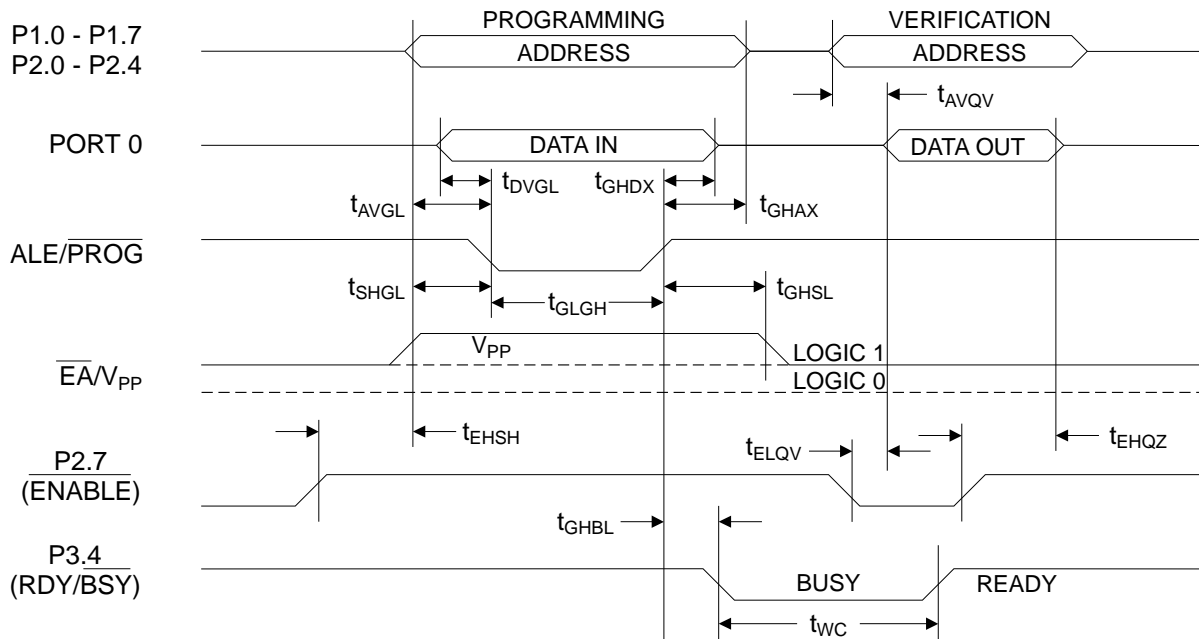 PROGRAMMING
VERIFICATION
P1.0 - P1.7
P2.0 - P2.4
ADDRESS
ADDRESS
tAVQV
PORT 0
DATA IN
DATA OUT
tDVGL
tGHDX
tAVGL
tGHAX
ALE/PROG
tSHGL
tGLGH
tGHSL
VPP
LOGIC 1
EA/VPP
LOGIC 0
tEHSH
tELQV
tEHQZ
P2.7
(ENABLE)
tGHBL
P3.4
(RDY/BSY)
BUSY
READY
tWC